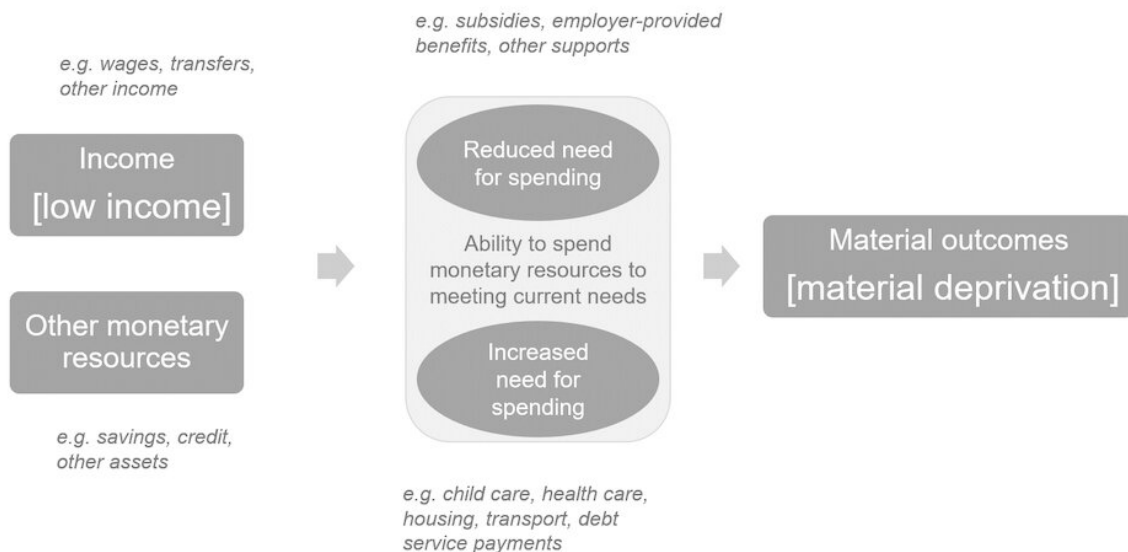 e.g. wages, transfers,
other income
Income
[low income]
Other monetary
resources
e.g. savings, credit,
other assets
e.g. subsidies, employer-provided
benefits, other supports
Reduced need
for spending
Ability to spend
monetary resources to
meeting current needs
Increased
need for
spending
e.g. child care, health care,
housing, transport, debt
service payments
Material outcomes
[material deprivation]